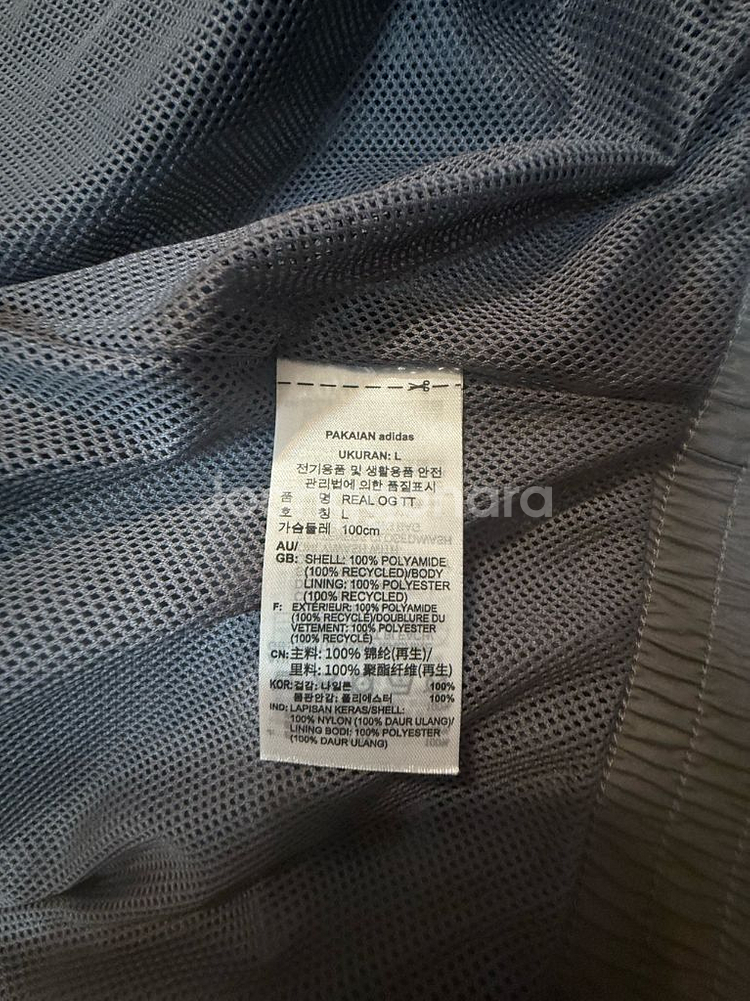 PAKAIAN adidas
UKURAN: L
전기용품 및 생활용품 안전
관리법에 의한 품질표시
품 명 REAL OG TT
호 칭 L
가슴둘레 100cm
AU/
GB: SHELL: 100% POLYAMIDE
(100% RECYCLED)/BODY
LINING: 100% POLYESTER
(100% RECYCLED)
F: EXTÉRIEUR: 100% POLYAMIDE
(100% RECYCLÉ)/DOUBLURE DU
VETEMENT: 100% POLYESTER
(100% RECYCLÉ)
CN: 主料: 100% 锦纶(再生)/
里料: 100% 聚酯纤维(再生)
KOR: 겉감: 나일론 100%
몸판안감: 폴리에스터 100%
IND: LAPISAN KERAS/SHELL:
100% NYLON (100% DAUR ULANG)/
LINING BODI: 100% POLYESTER
(100% DAUR ULANG)